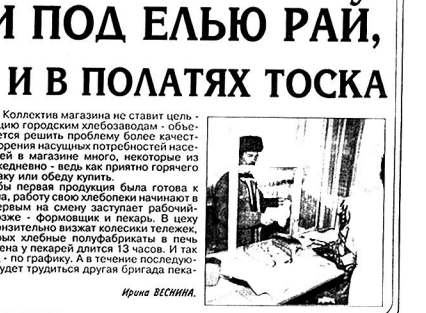 И ПОД ЕЛЬЮ РАЙ,
И В ПОЛАТЯХ ТОСКА
Коллектив магазина не ставит цель -
цию городским хлебозаводам - объе-
ется решить проблему более качест-
орения насущных потребностей насе-
ей в магазине много, некоторые из
жедневно - ведь как приятно горячего
вку или обеду купить.
бы первая продукция была готова к
а, работу свою хлебопеки начинают в
ервым на смену заступает рабочий-
озже - формовщик и пекарь. В цеху
онзительно визжат колесики тележек,
рых хлебные полуфабрикаты в печь
ена у пекарей длится 13 часов. И так
- по графику. А в течение последую-
удет трудиться другая бригада пека-
Ирина ВЕСНИНА.